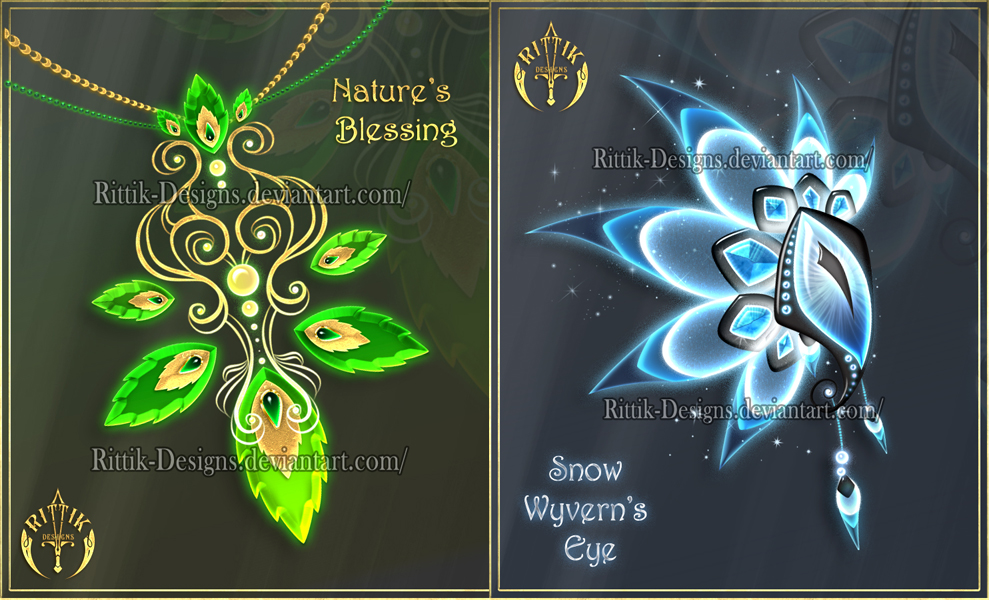 Nature's
Blessing
Rittik-Designs.deviantart.com/
Rittik-Designs.deviantart.com/
RITTIK
DESIGNS
RITTIK
DESIGNS
Rittik-Designs.deviantart.com/
Rittik-Designs.deviantart.com/
Snow
Wyvern's
Eye